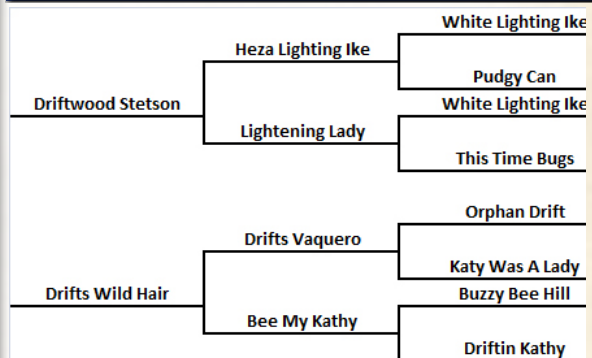 White Lighting Ike
Heza Lighting Ike
Pudgy Can
Driftwood Stetson
White Lighting Ike
Lightening Lady
This Time Bugs
Orphan Drift
Drifts Vaquero
Katy Was A Lady
Drifts Wild Hair
Buzzy Bee Hill
Bee My Kathy
Driftin Kathy